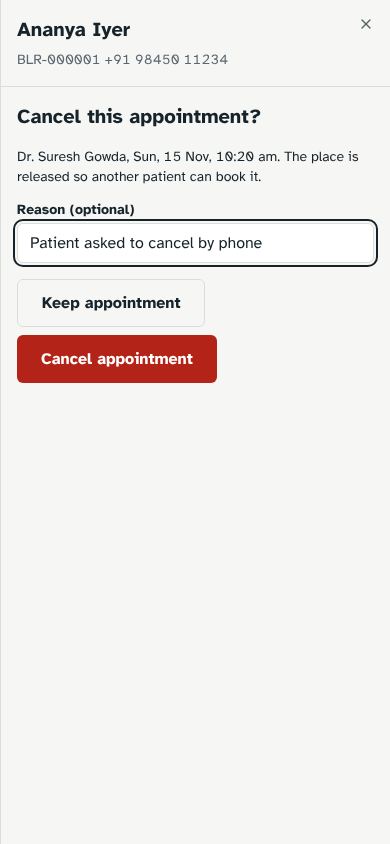 Ananya Iyer
BLR-000001 +91 98450 11234
Cancel this appointment?
Dr. Suresh Gowda, Sun, 15 Nov, 10:20 am. The place is
released so another patient can book it.
Reason (optional)
Patient asked to cancel by phone
Keep appointment
Cancel appointment